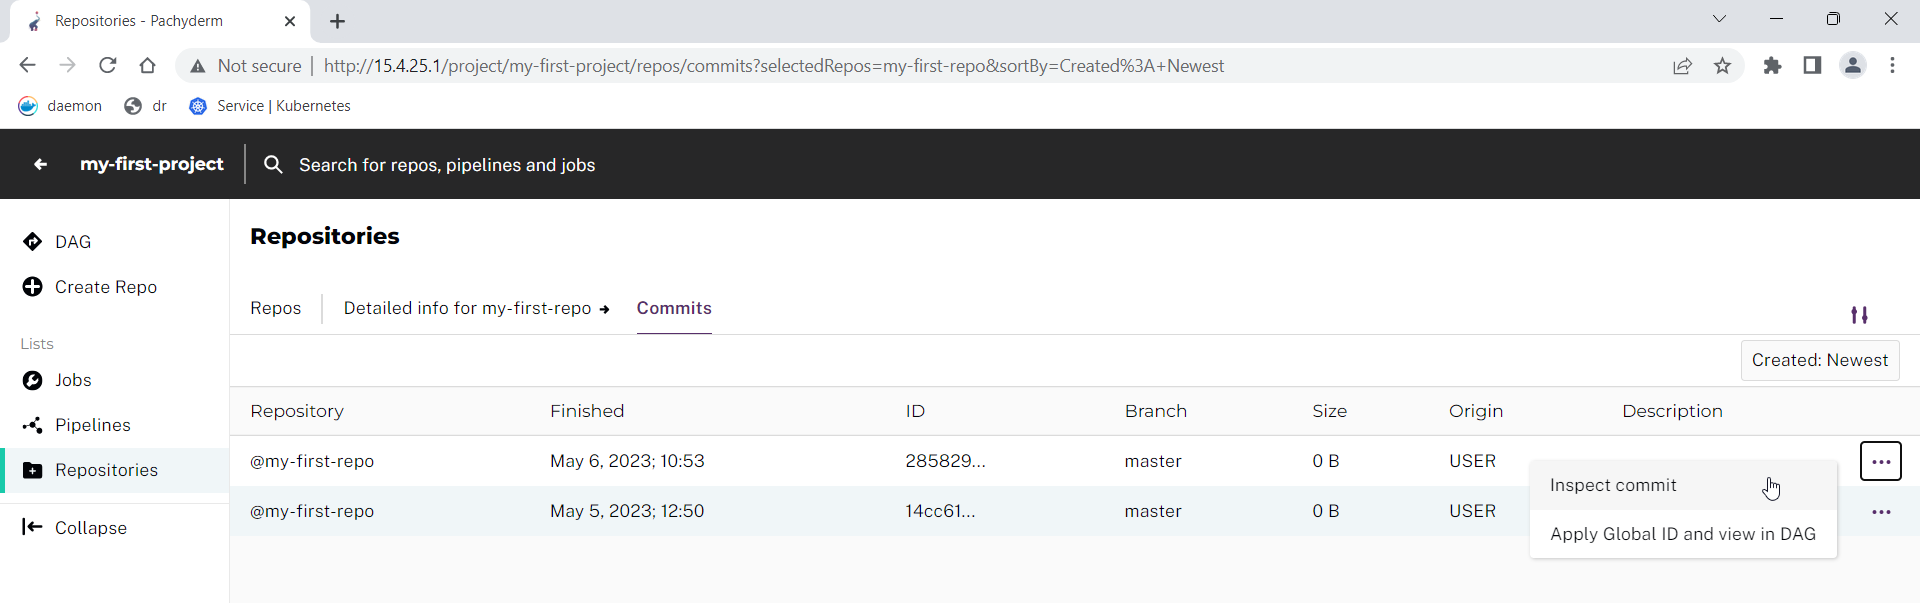 Repositories - Pachyderm
Not secure | http://15.4.25.1/project/my-first-project/repos/commits?selectedRepos=my-first-repo&sortBy=Created%3A+Newest
daemon dr Service | Kubernetes
my-first-project Search for repos, pipelines and jobs
DAG
Create Repo
Lists
Jobs
Pipelines
Repositories
Collapse
Repositories
Repos Detailed info for my-first-repo Commits
Created: Newest
Repository Finished ID Branch Size Origin Description
@my-first-repo May 6, 2023; 10:53 285829... master 0 B USER
@my-first-repo May 5, 2023; 12:50 14cc61... master 0 B USER
Inspect commit
Apply Global ID and view in DAG